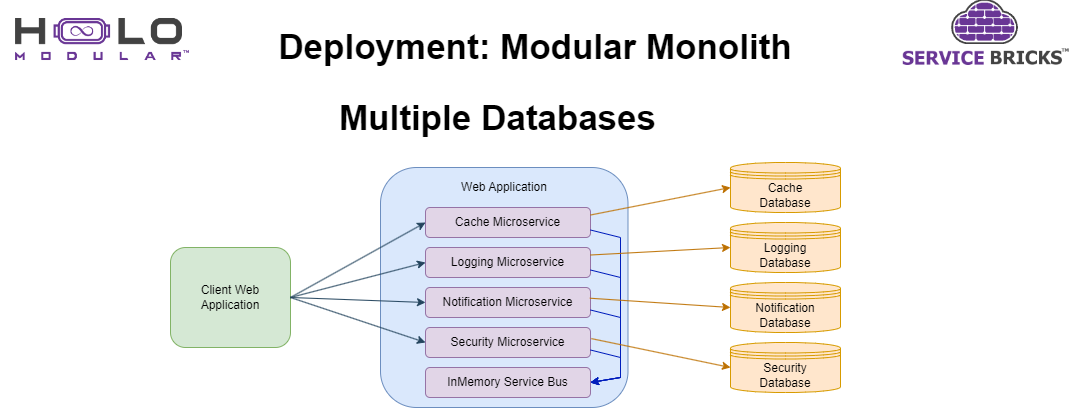 HOLO
MODULAR™
Deployment: Modular Monolith
SERVICE BRICKS™
Multiple Databases
Web Application
Cache Microservice
Logging Microservice
Notification Microservice
Security Microservice
InMemory Service Bus
Client Web
Application
Cache
Database
Logging
Database
Notification
Database
Security
Database